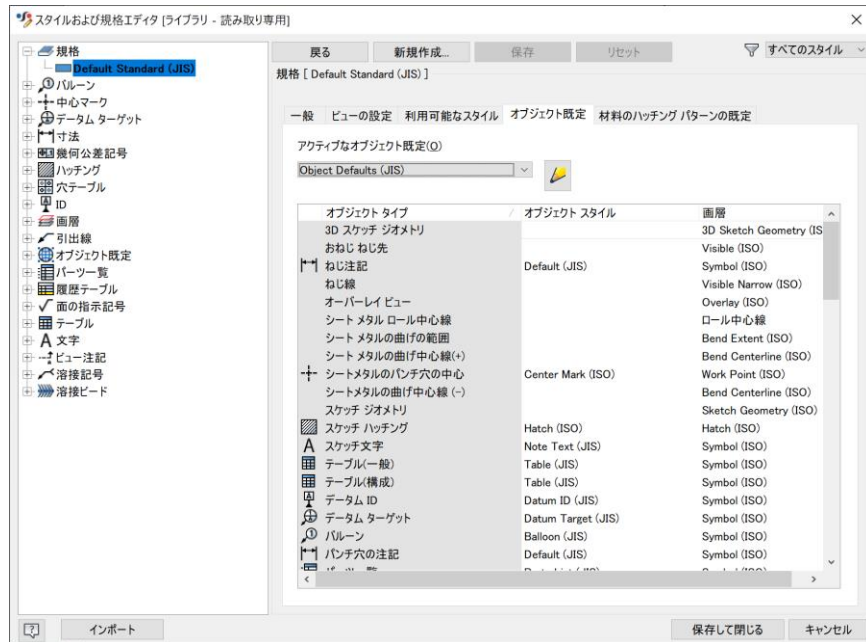 スタイルおよび規格エディタ [ライブラリ - 読み取り専用]
規格
Default Standard (JIS)
バルーン
中心マーク
データム ターゲット
寸法
幾何公差記号
ハッチング
穴テーブル
ID
画層
引出線
オブジェクト既定
パーツ一覧
履歴テーブル
面の指示記号
テーブル
文字
ビュー注記
溶接記号
溶接ビード
戻る 新規作成... 保存 リセット すべてのスタイル
規格 [ Default Standard (JIS) ]
一般 ビューの設定 利用可能なスタイル オブジェクト既定 材料のハッチング パターンの既定
アクティブなオブジェクト既定(O)
Object Defaults (JIS)
オブジェクト タイプ オブジェクト スタイル 画層
3D スケッチ ジオメトリ 3D Sketch Geometry (IS
おねじ ねじ先 Visible (ISO)
ねじ注記 Default (JIS) Symbol (ISO)
ねじ線 Visible Narrow (ISO)
オーバーレイ ビュー Overlay (ISO)
シート メタル ロール中心線 ロール中心線
シート メタルの曲げの範囲 Bend Extent (ISO)
シート メタルの曲げ中心線(+) Bend Centerline (ISO)
シートメタルのパンチ穴の中心 Center Mark (ISO) Work Point (ISO)
シートメタルの曲げ中心線 (-) Bend Centerline (ISO)
スケッチ ジオメトリ Sketch Geometry (ISO)
スケッチ ハッチング Hatch (ISO) Hatch (ISO)
スケッチ文字 Note Text (JIS) Symbol (ISO)
テーブル(一般) Table (JIS) Symbol (ISO)
テーブル(構成) Table (JIS) Symbol (ISO)
データム ID Datum ID (JIS) Symbol (ISO)
データム ターゲット Datum Target (JIS) Symbol (ISO)
バルーン Balloon (JIS) Symbol (ISO)
パンチ穴の注記 Default (JIS) Symbol (ISO)
インポート 保存して閉じる キャンセル